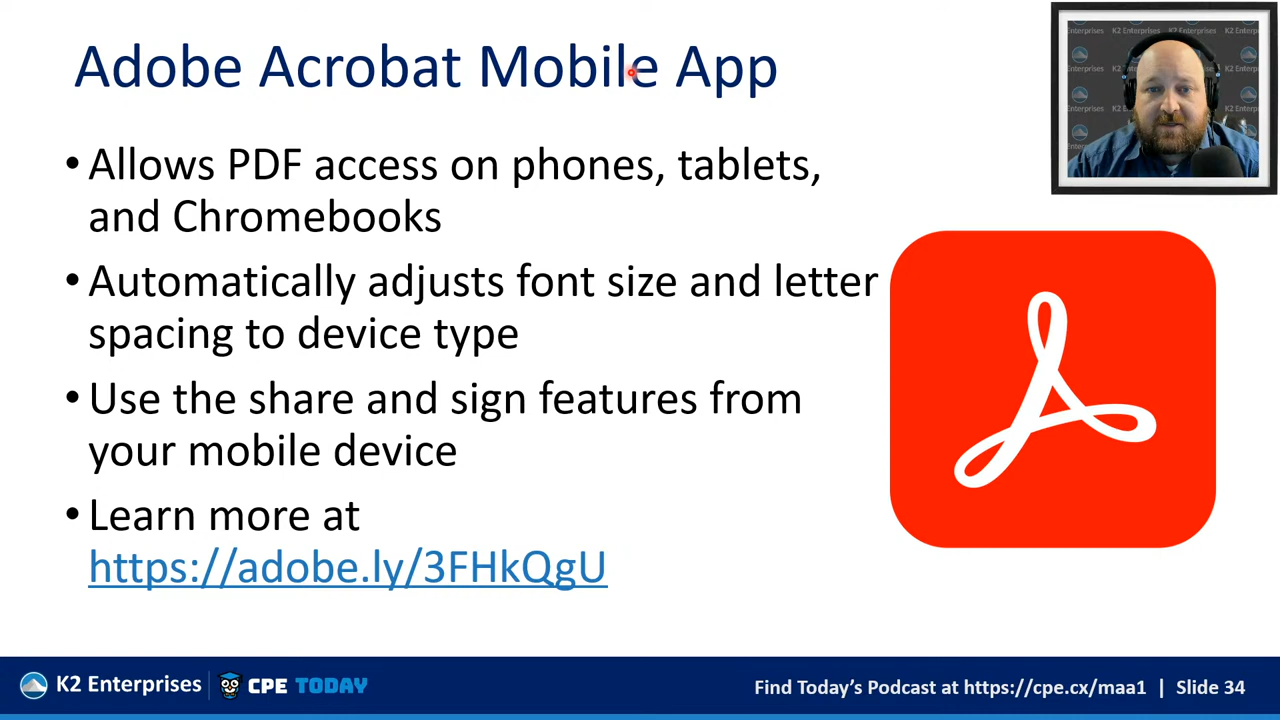 Adobe Acrobat Mobile App
K2 Enterprises
• Allows PDF access on phones, tablets,
and Chromebooks
• Automatically adjusts font size and letter
spacing to device type
• Use the share and sign features from
your mobile device
• Learn more at
https://adobe.ly/3FHkQgU
K2 Enterprises
CPE TODAY
Find Today's Podcast at https://cpe.cx/maa1 | Slide 34